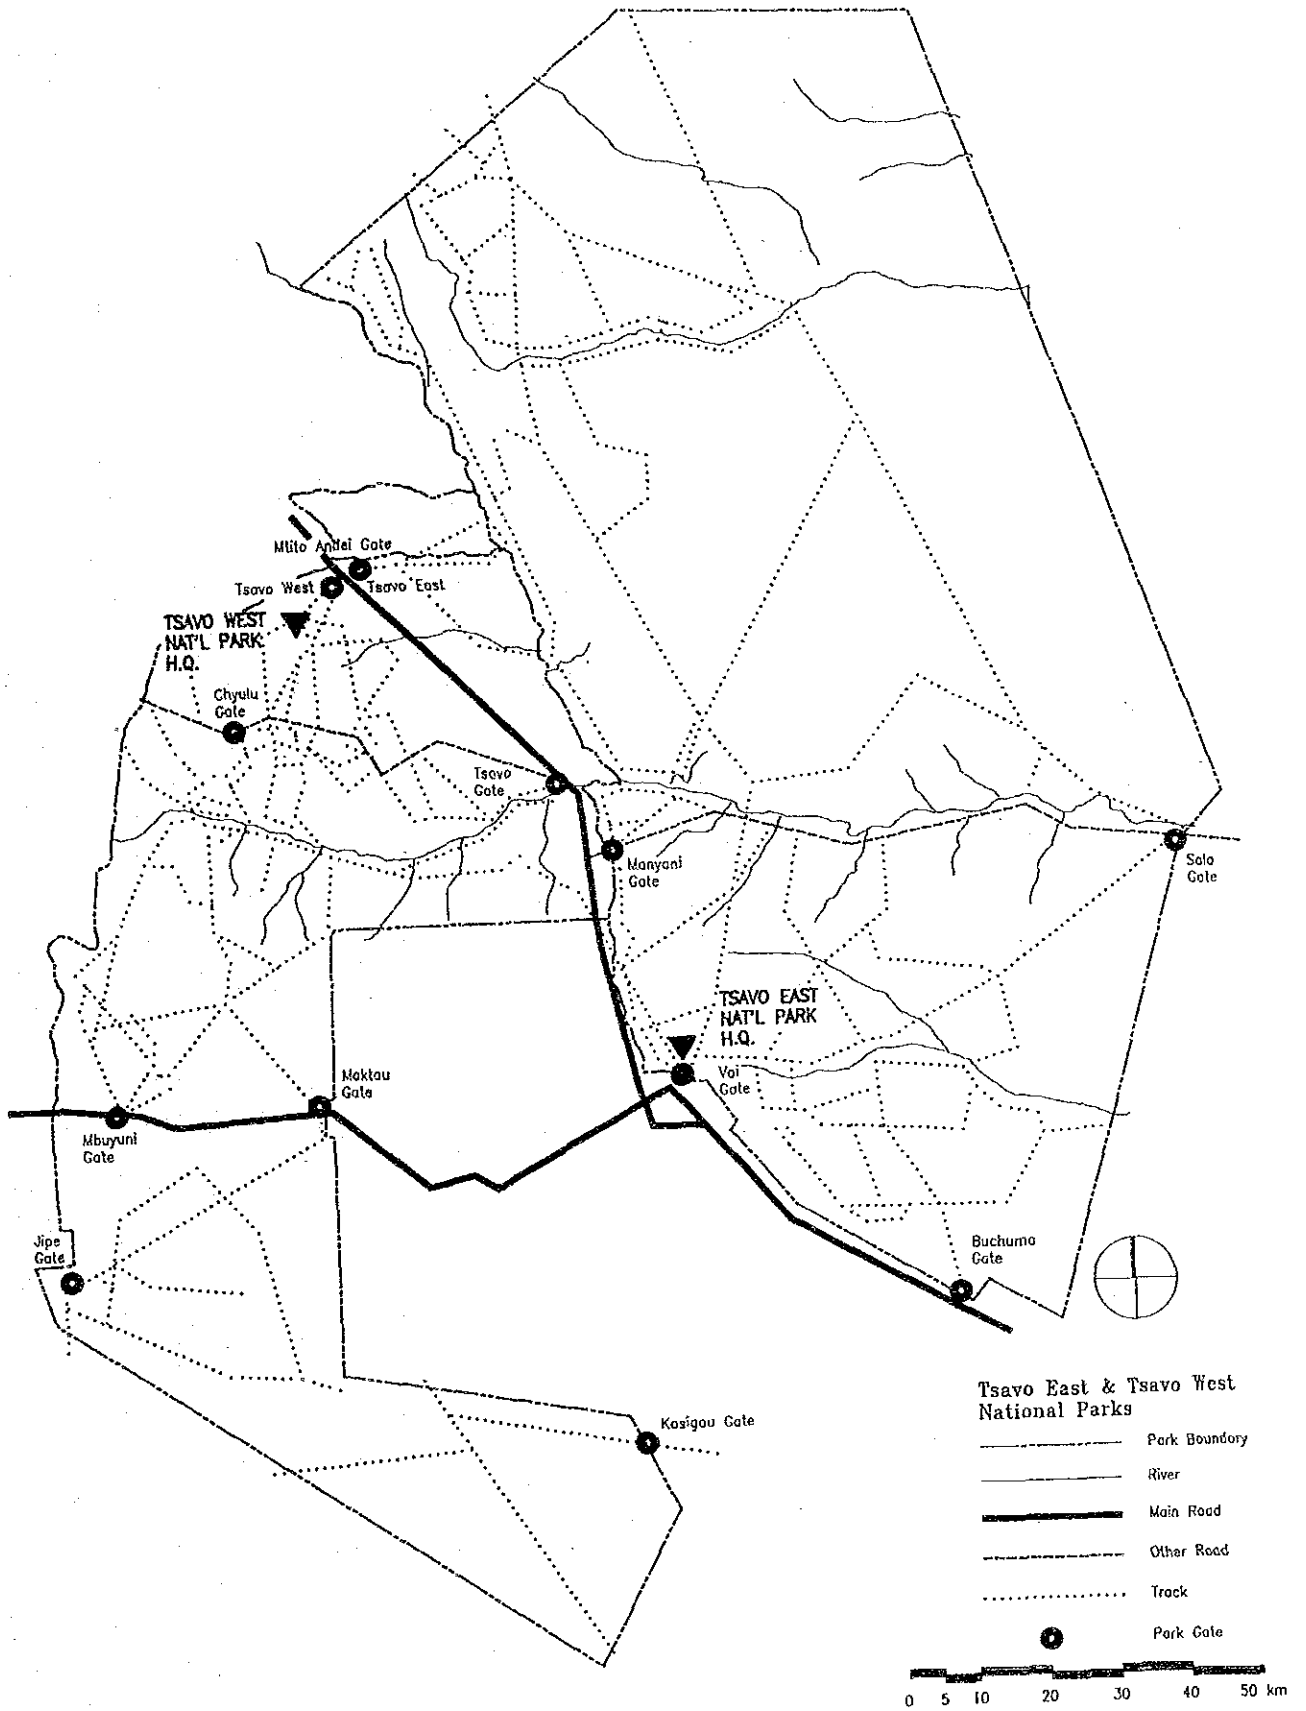 Mtito Andei Gate
Tsavo West
Tsavo East
TSAVO WEST
NAT'L PARK
H.Q.
Chyulu
Gate
Tsavo
Gate
Manyani
Gate
Sala
Gate
TSAVO EAST
NAT'L PARK
H.Q.
Voi
Gate
Maktau
Gate
Mbuyuni
Gate
Jipe
Gate
Buchuma
Gate
Kasigau Gate
Tsavo East & Tsavo West
National Parks
Park Boundary
River
Main Road
Other Road
Track
Park Gate
0 5 10 20 30 40 50 km